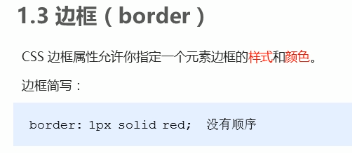 1.3 边框（border）
CSS 边框属性允许你指定一个元素边框的样式和颜色。
边框简写：
border: 1px solid red;  没有顺序